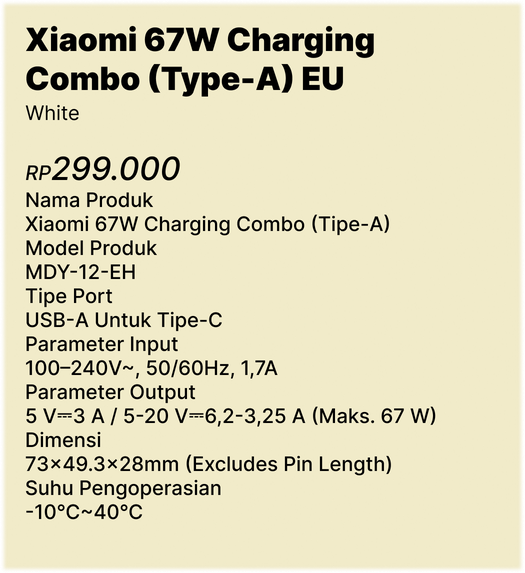 Xiaomi 67W Charging
Combo (Type-A) EU
White
RP299.000
Nama Produk
Xiaomi 67W Charging Combo (Tipe-A)
Model Produk
MDY-12-EH
Tipe Port
USB-A Untuk Tipe-C
Parameter Input
100–240V~, 50/60Hz, 1,7A
Parameter Output
5 V⎓3 A / 5-20 V⎓6,2-3,25 A (Maks. 67 W)
Dimensi
73×49.3×28mm (Excludes Pin Length)
Suhu Pengoperasian
-10°C~40°C